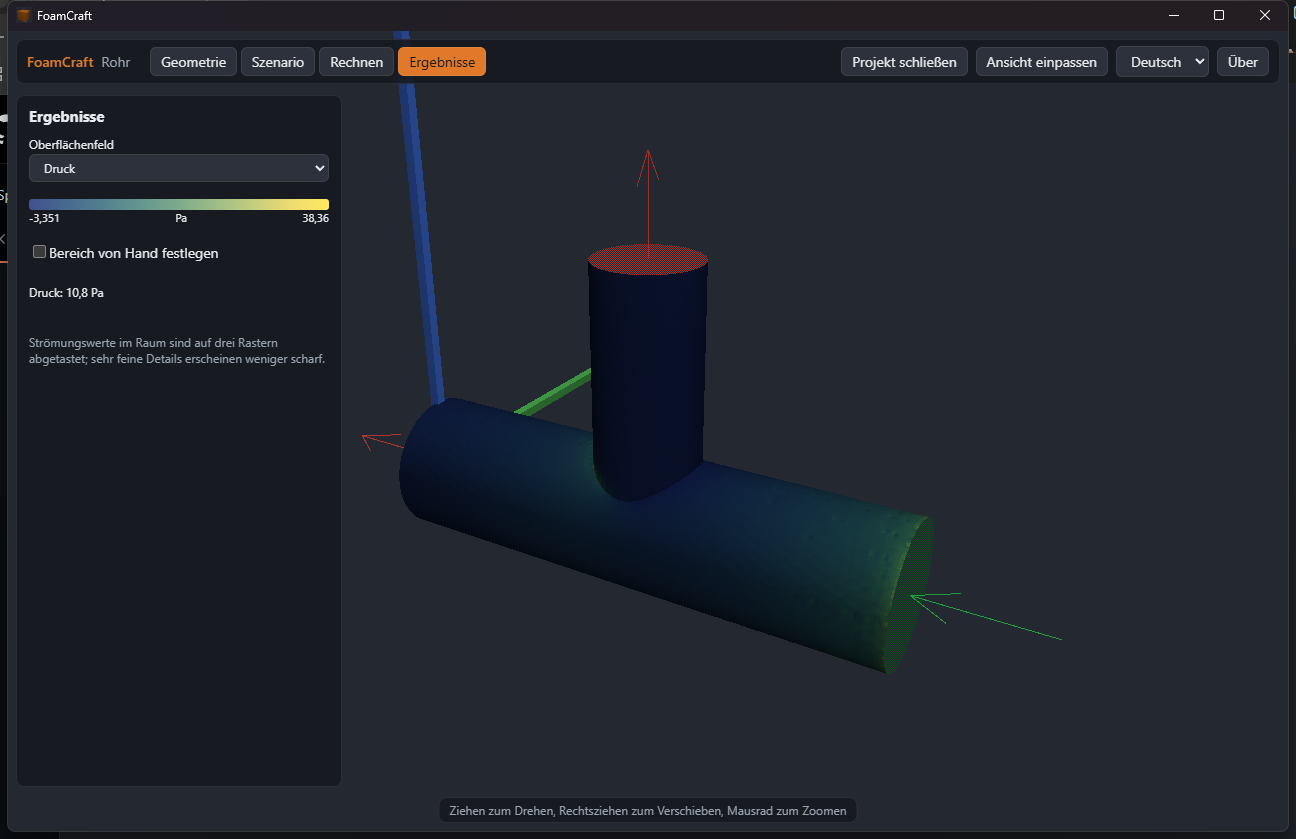 FoamCraft
FoamCraft Rohr Geometrie Szenario Rechnen Ergebnisse Projekt schließen Ansicht einpassen Deutsch Über
Ergebnisse
Oberflächenfeld
Druck
-3,351 Pa 38,36
Bereich von Hand festlegen
Druck: 10,8 Pa
Strömungswerte im Raum sind auf drei Rastern
abgetastet; sehr feine Details erscheinen weniger scharf.
Ziehen zum Drehen, Rechtsziehen zum Verschieben, Mausrad zum Zoomen